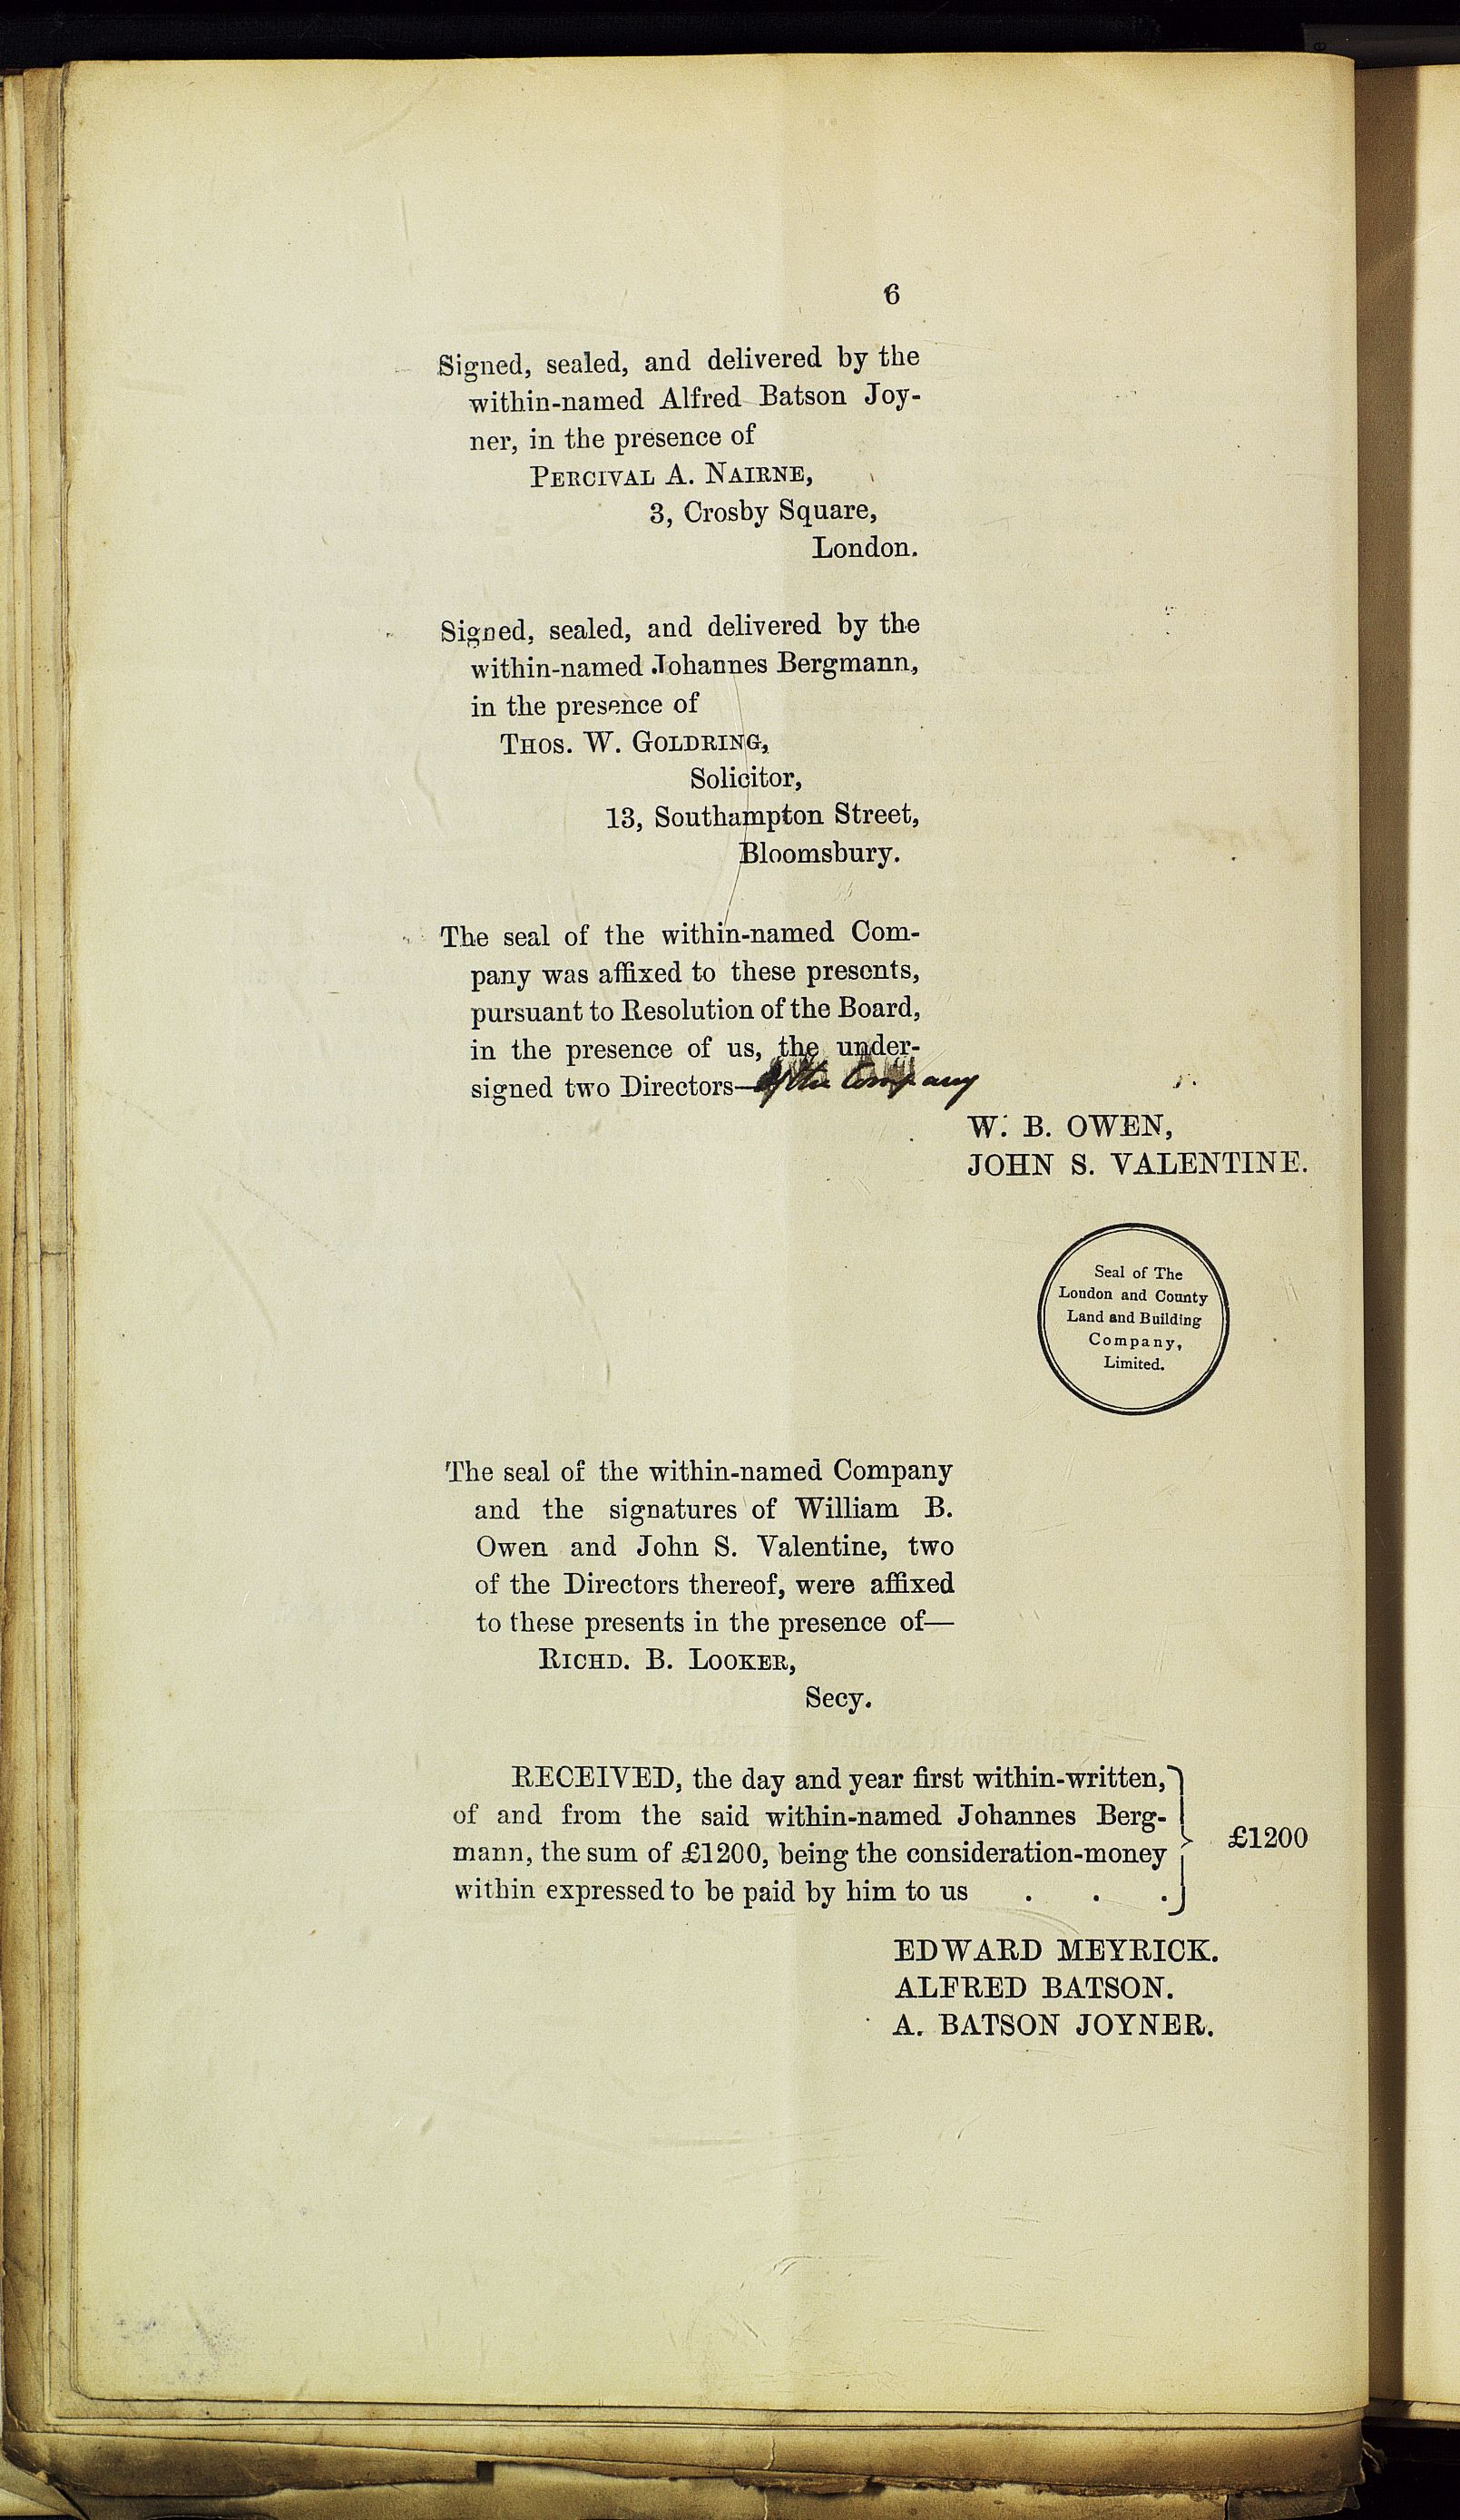 6
Signed, sealed, and delivered by the
within-named Alfred Batson Joy-
ner, in the presence of
PERCIVAL A. NAIRNE,
3, Crosby Square,
London.
Signed, sealed, and delivered by the
within-named Johannes Bergmann,
in the presence of
THOS. W. GOLDRING,
Solicitor,
13, Southampton Street,
Bloomsbury.
The seal of the within-named Com-
pany was affixed to these presents,
pursuant to Resolution of the Board,
in the presence of us, the under-
signed two Directors—of the Company
W. B. OWEN,
JOHN S. VALENTINE.
Seal of The
London and County
Land and Building
Company,
Limited.
The seal of the within-named Company
and the signatures of William B.
Owen and John S. Valentine, two
of the Directors thereof, were affixed
to these presents in the presence of—
RICHD. B. LOOKER,
Secy.
RECEIVED, the day and year first within-written,
of and from the said within-named Johannes Berg-
mann, the sum of £1200, being the consideration-money
within expressed to be paid by him to us . . .
£1200
EDWARD MEYRICK.
ALFRED BATSON.
A. BATSON JOYNER.